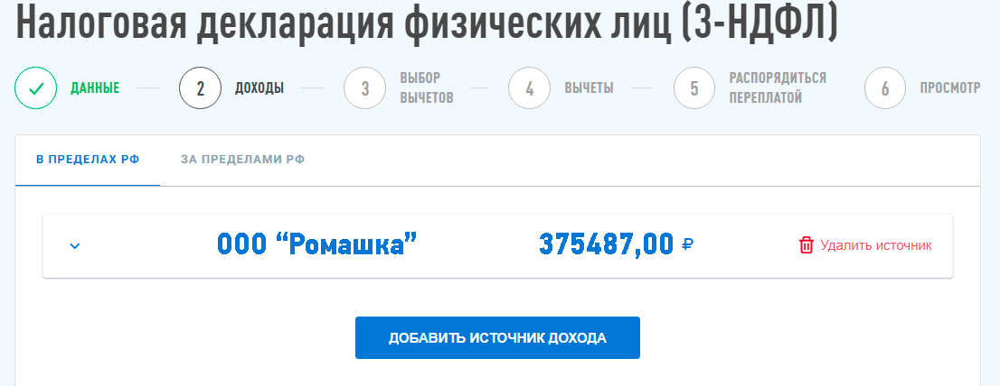 Налоговая декларация физических лиц (3-НДФЛ)
ДАННЫЕ
2 ДОХОДЫ
3 ВЫБОР
ВЫЧЕТОВ
4 ВЫЧЕТЫ
5 РАСПОРЯДИТЬСЯ
ПЕРЕПЛАТОЙ
6 ПРОСМОТР
В ПРЕДЕЛАХ РФ ЗА ПРЕДЕЛАМИ РФ
ООО “Ромашка” 375487,00 ₽ Удалить источник
ДОБАВИТЬ ИСТОЧНИК ДОХОДА